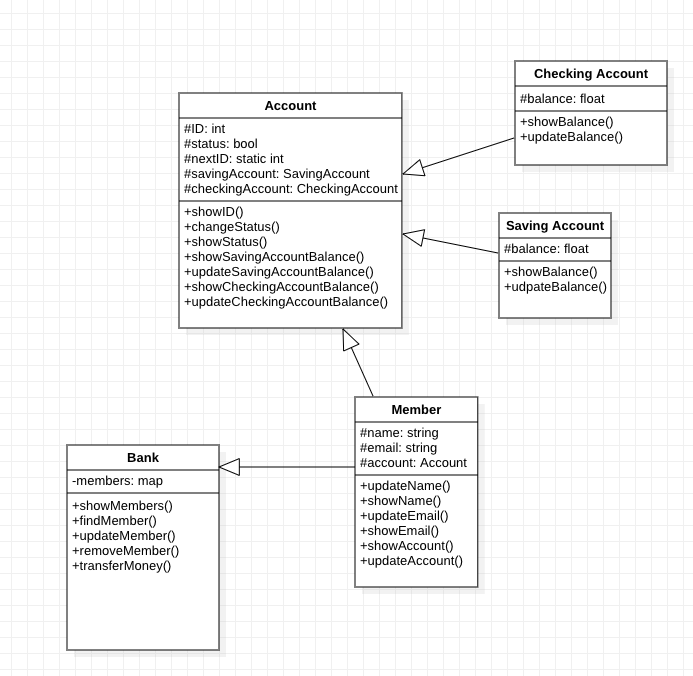 Checking Account
#balance: float
+showBalance()
+updateBalance()
Account
#ID: int
#status: bool
#nextID: static int
#savingAccount: SavingAccount
#checkingAccount: CheckingAccount
+showID()
+changeStatus()
+showStatus()
+showSavingAccountBalance()
+updateSavingAccountBalance()
+showCheckingAccountBalance()
+updateCheckingAccountBalance()
Saving Account
#balance: float
+showBalance()
+udpateBalance()
Member
#name: string
#email: string
#account: Account
+updateName()
+showName()
+updateEmail()
+showEmail()
+showAccount()
+updateAccount()
Bank
-members: map
+showMembers()
+findMember()
+updateMember()
+removeMember()
+transferMoney()